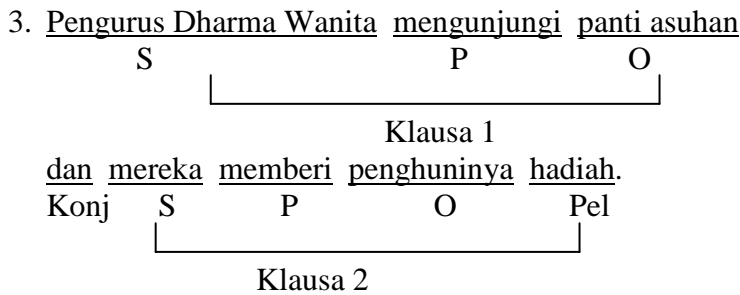 3. Pengurus Dharma Wanita mengunjungi panti asuhan
S P O
Klausa 1
dan mereka memberi penghuninya hadiah.
Konj S P O Pel
Klausa 2